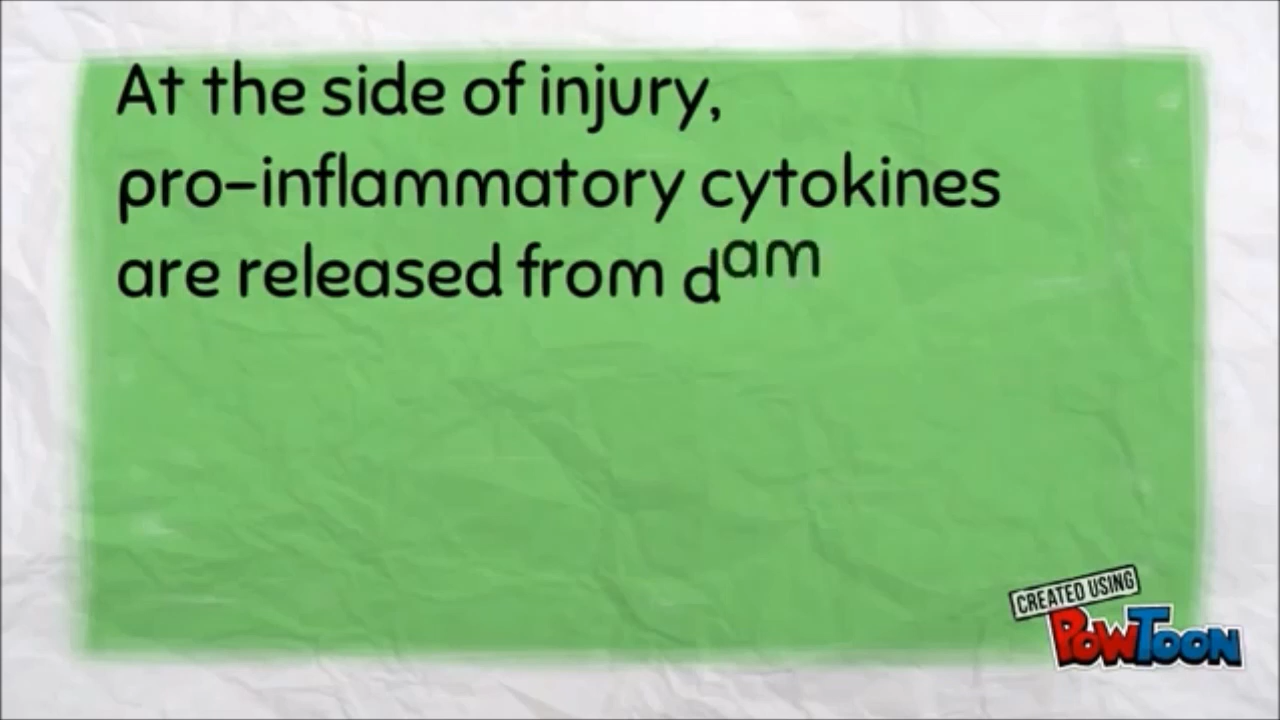 At the side of injury,
pro-inflammatory cytokines
are released from dam
CREATED USING
POWTOON